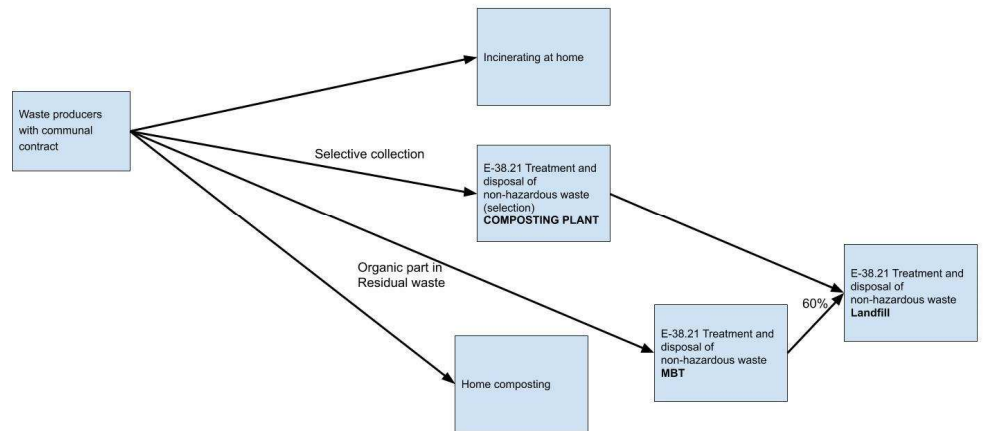 Incinerating at home
Waste producers
with communal
contract
Selective collection
E-38.21 Treatment and
disposal of
non-hazardous waste
(selection)
COMPOSTING PLANT
Organic part in
Residual waste
E-38.21 Treatment and
disposal of
non-hazardous waste
Landfill
60%
E-38.21 Treatment and
disposal of
non-hazardous waste
MBT
Home composting